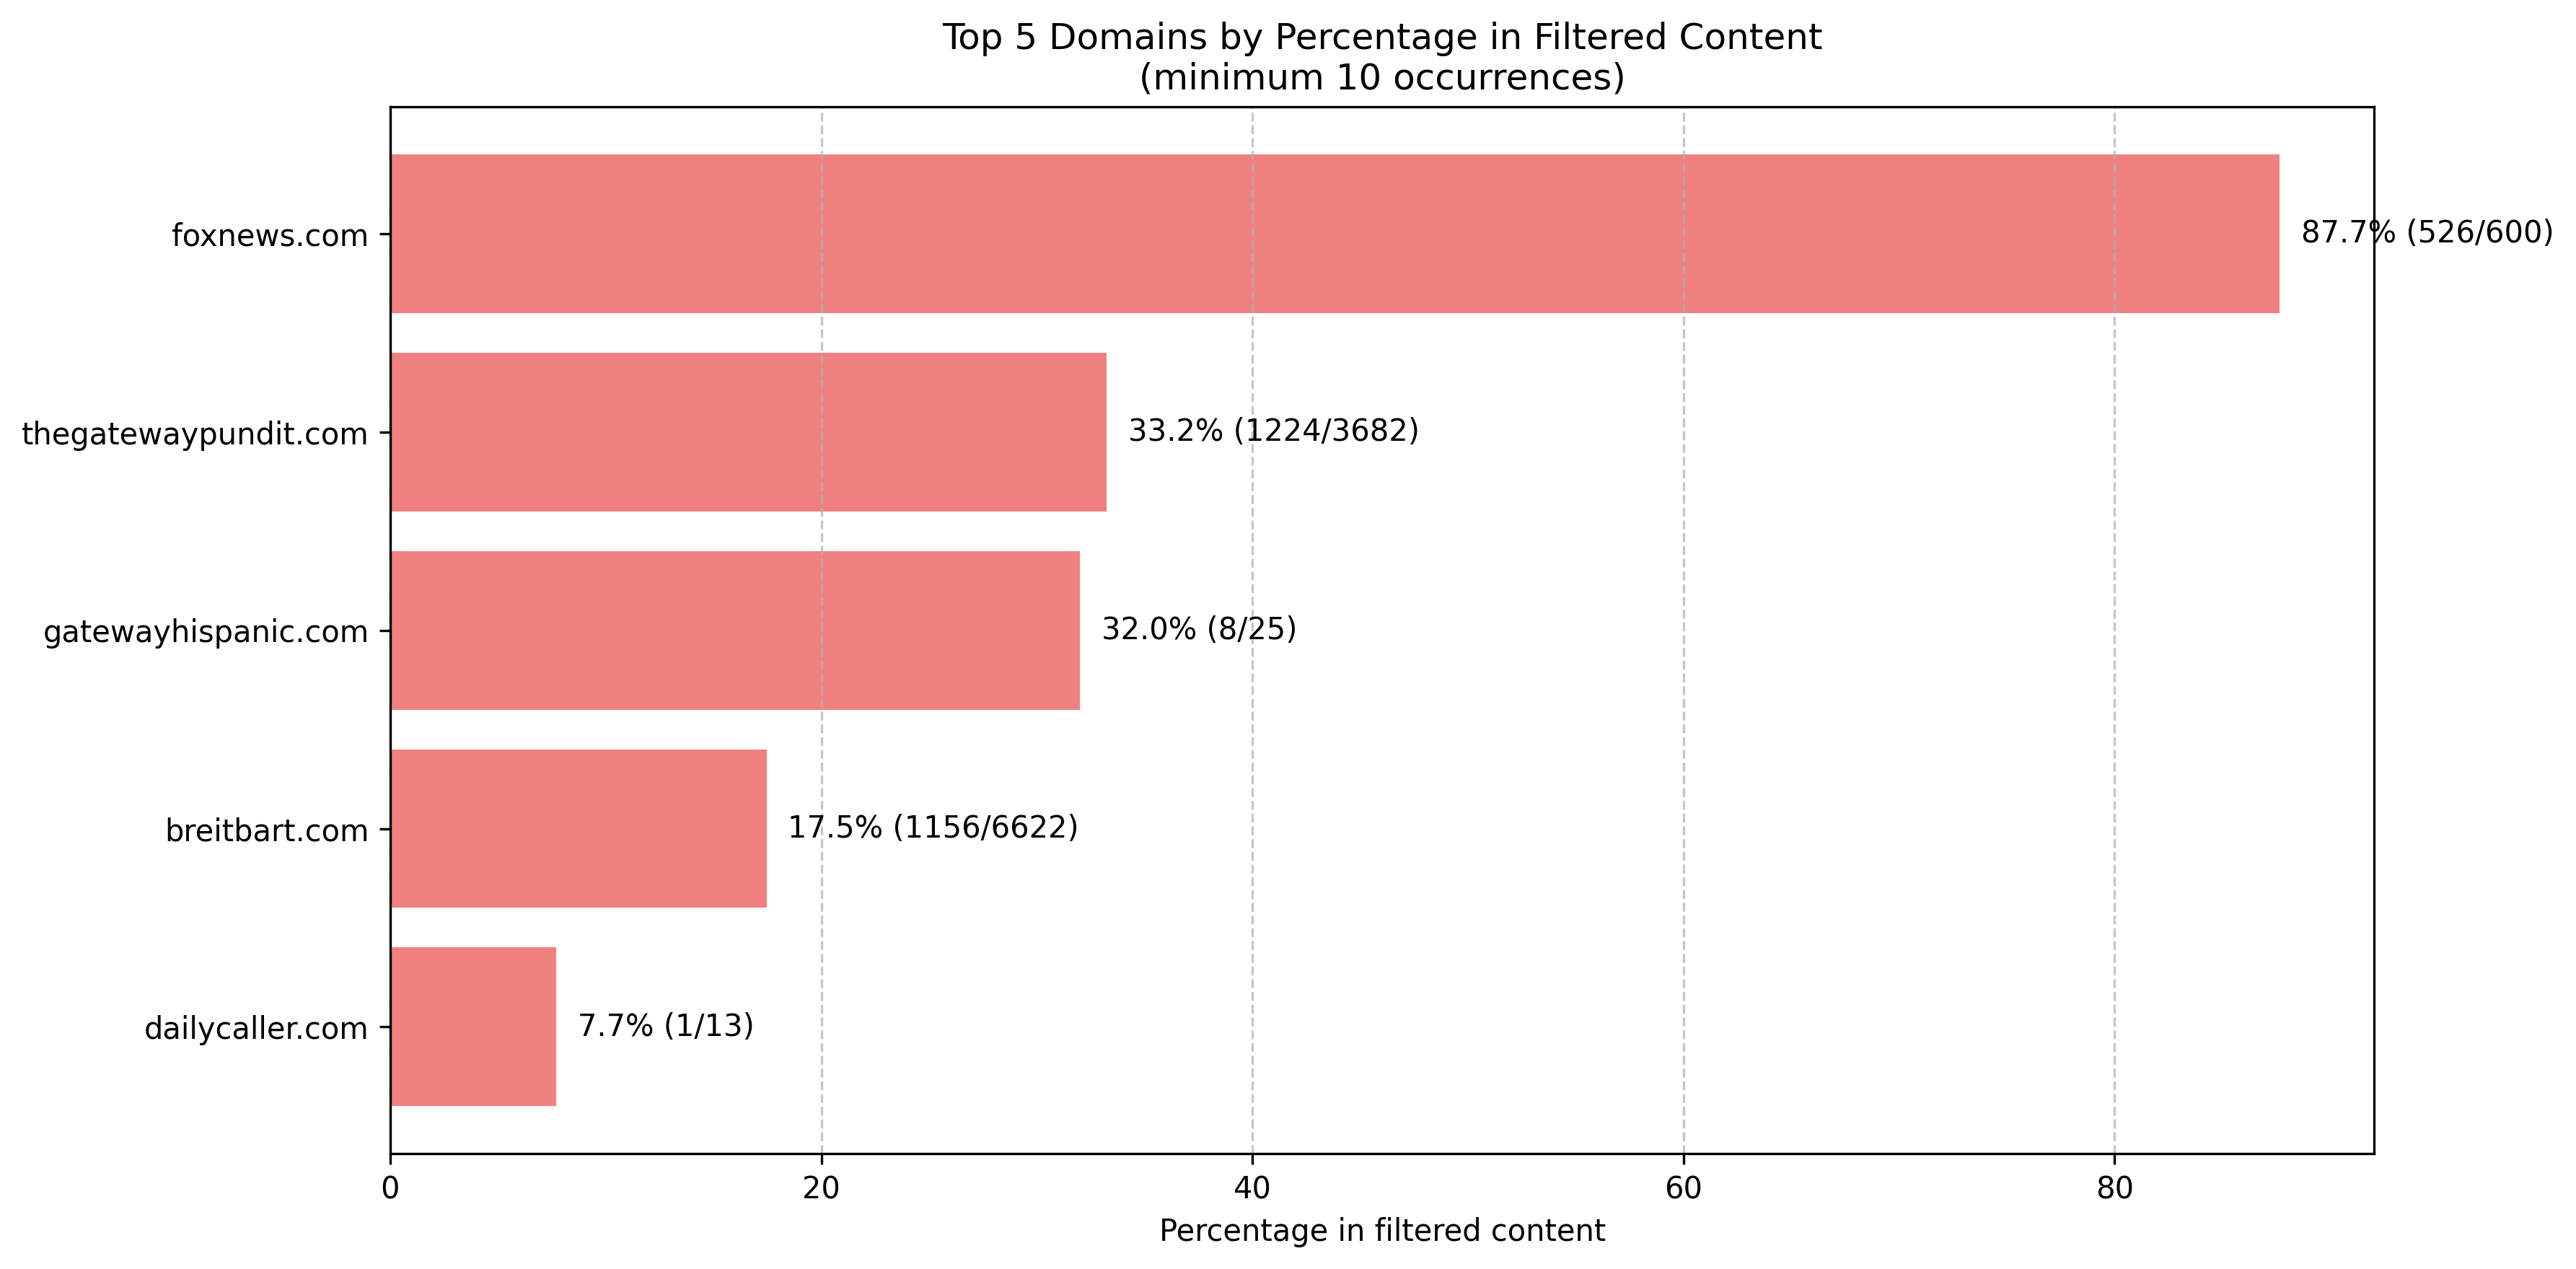 Top 5 Domains by Percentage in Filtered Content
(minimum 10 occurrences)
foxnews.com
87.7% (526/600)
thegatewaypundit.com
33.2% (1224/3682)
gatewayhispanic.com
32.0% (8/25)
breitbart.com
17.5% (1156/6622)
dailycaller.com
7.7% (1/13)
0 20 40 60 80
Percentage in filtered content